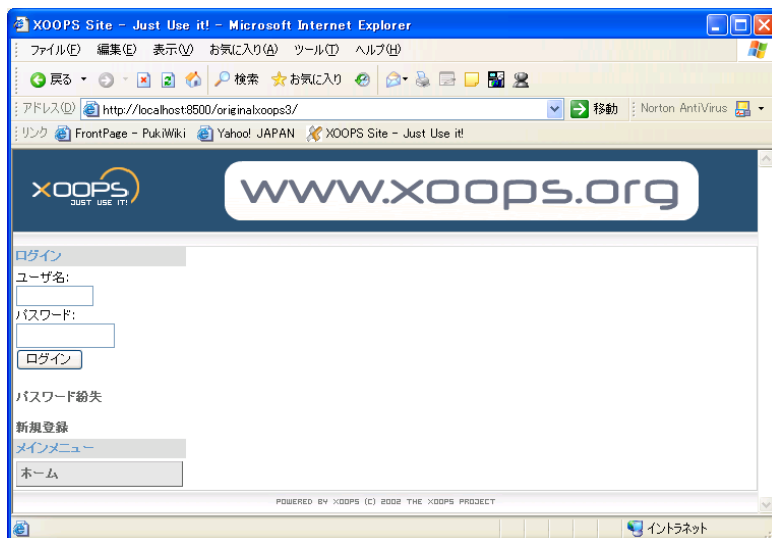 XOOPS Site - Just Use it! - Microsoft Internet Explorer
ファイル(F) 編集(E) 表示(V) お気に入り(A) ツール(T) ヘルプ(H)
戻る 検索 お気に入り
アドレス(D) http://localhost:8500/originalxoops3/ 移動 Norton AntiVirus
リンク FrontPage - PukiWiki Yahoo! JAPAN XOOPS Site - Just Use it!
XOOPS
JUST USE IT!
www.xoops.org
ログイン
ユーザ名:
パスワード:
ログイン
パスワード紛失
新規登録
メインメニュー
ホーム
POWERED BY XOOPS (C) 2002 THE XOOPS PROJECT
イントラネット